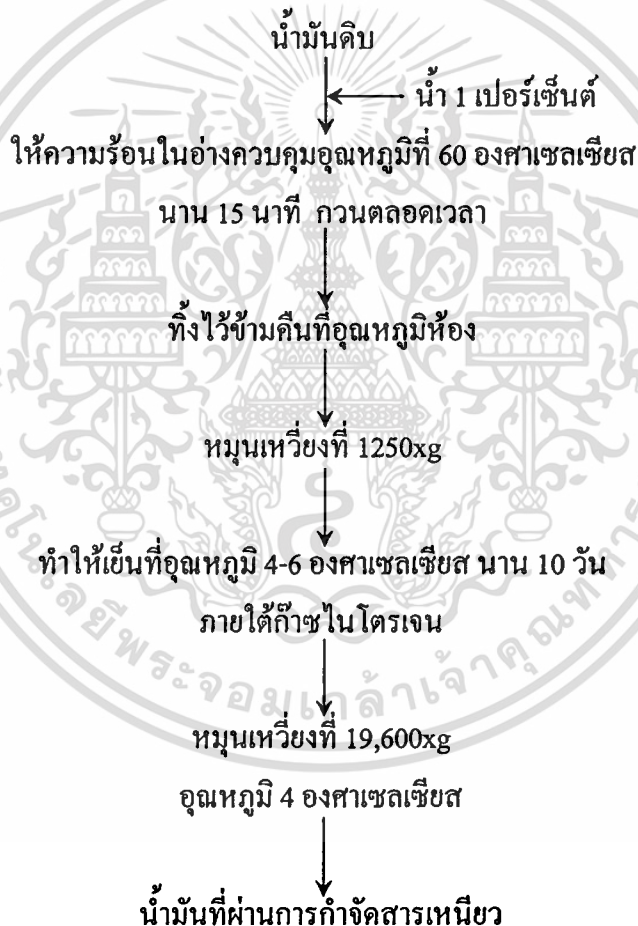 น้ำมันดิบ
น้ำ 1 เปอร์เซ็นต์
ให้ความร้อนในอ่างควบคุมอุณหภูมิที่ 60 องศาเซลเซียส
นาน 15 นาที กวนตลอดเวลา
ทิ้งไว้ข้ามคืนที่อุณหภูมิห้อง
หมุนเหวี่ยงที่ 1250xg
ทำให้เย็นที่อุณหภูมิ 4-6 องศาเซลเซียส นาน 10 วัน
ภายใต้ก๊าซไนโตรเจน
หมุนเหวี่ยงที่ 19,600xg
อุณหภูมิ 4 องศาเซลเซียส
น้ำมันที่ผ่านการกำจัดสารเหนียว